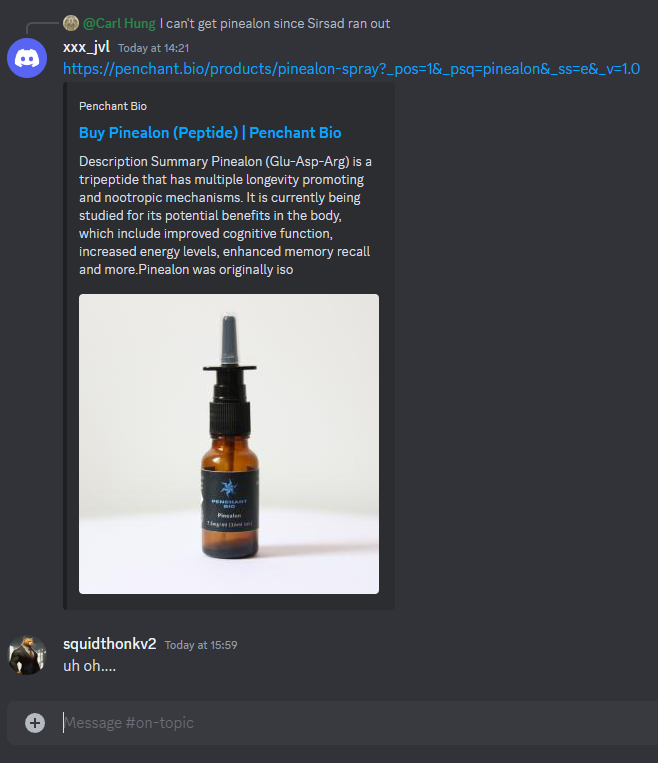 @Carl Hung I can't get pinealon since Sirsad ran out
xxx_jvl Today at 14:21
https://penchant.bio/products/pinealon-spray?_pos=1&_psq=pinealon&_ss=e&_v=1.0
Penchant Bio
Buy Pinealon (Peptide) | Penchant Bio
Description Summary Pinealon (Glu-Asp-Arg) is a
tripeptide that has multiple longevity promoting
and nootropic mechanisms. It is currently being
studied for its potential benefits in the body,
which include improved cognitive function,
increased energy levels, enhanced memory recall
and more.Pinealon was originally iso
PENCHANT
BIO
Pinealon
squidthonkv2 Today at 15:59
uh oh....
Message #on-topic